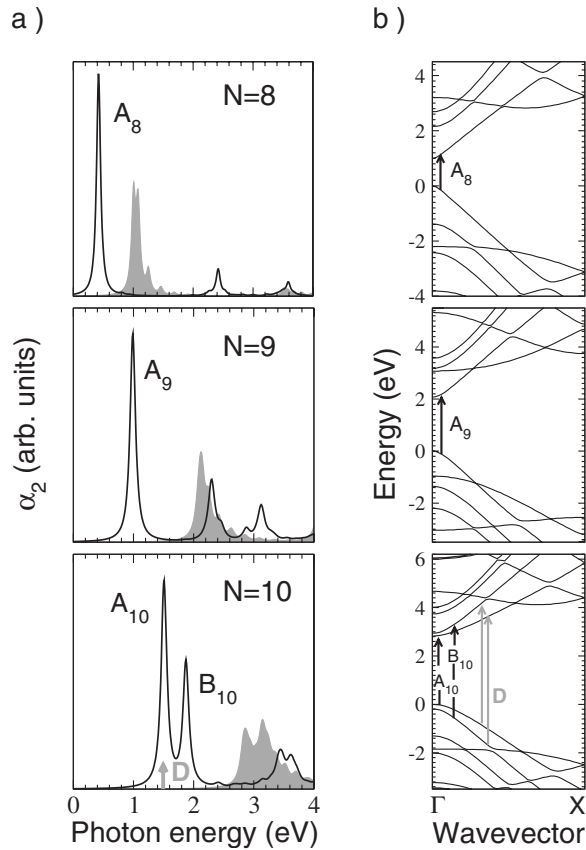 a )
b )
N=8
A8
0
4
2
0
-2
-4
A8
N=9
A9
α2 (arb. units)
4
2
0
-2
A9
Energy (eV)
N=10
A10
B10
D
0 1 2 3 4
Photon energy (eV)
6
4
2
0
-2
A10
B10
D
Γ X
Wavevector